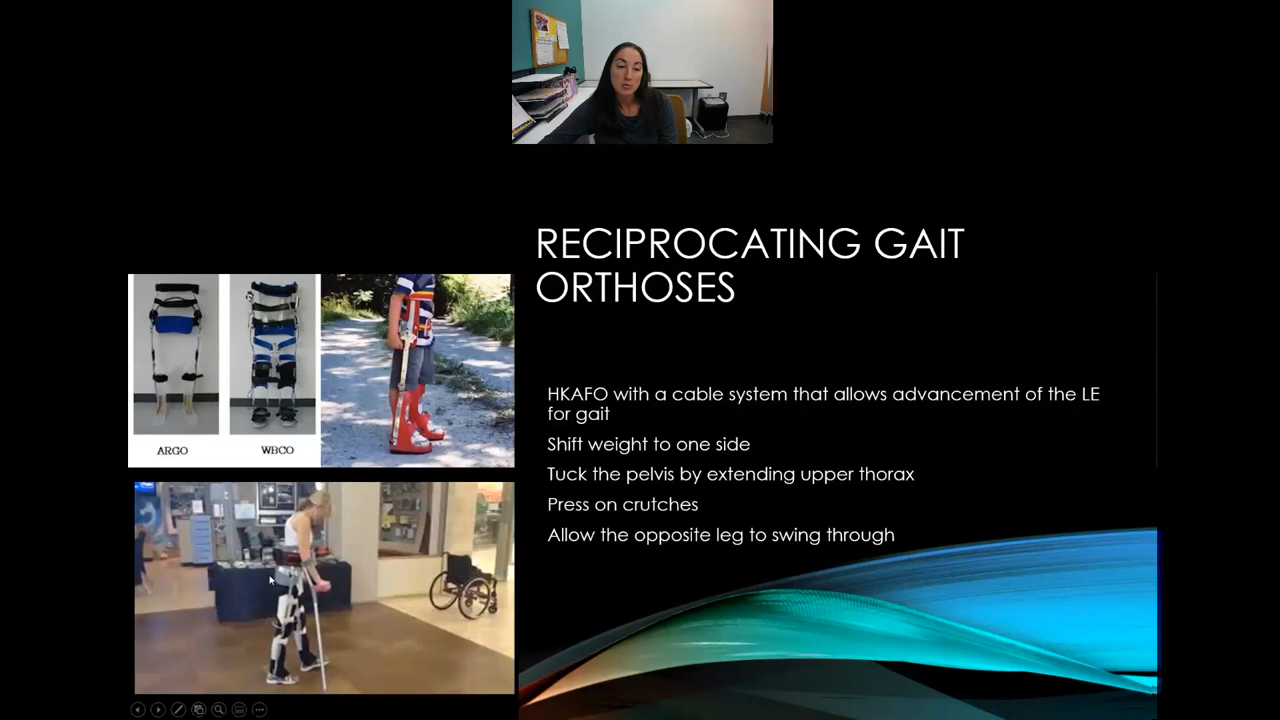 RECIPROCATING GAIT
ORTHOSES
ARGO
WBCO
HKAFO with a cable system that allows advancement of the LE
for gait
Shift weight to one side
Tuck the pelvis by extending upper thorax
Press on crutches
Allow the opposite leg to swing through